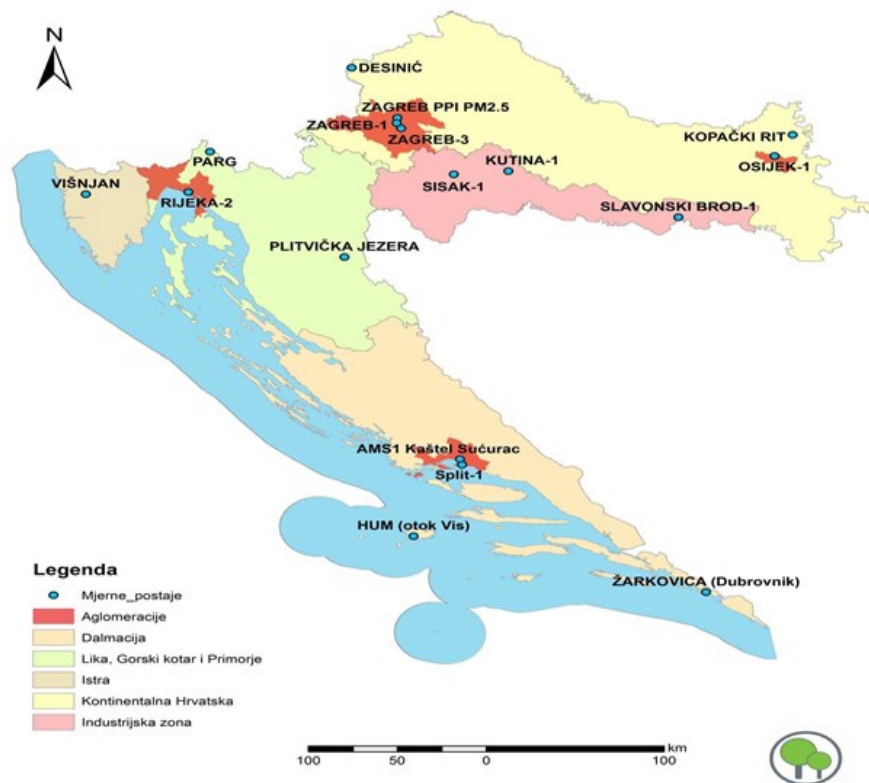 N
DESINIĆ
ZAGREB PPI PM2.5
ZAGREB-1
ZAGREB-3
KOPAČKI RIT
OSIJEK-1
PARG
KUTINA-1
SISAK-1
VIŠNJAN
RIJEKA-2
SLAVONSKI BROD-1
PLITVIČKA JEZERA
AMS1 Kaštel Sućurac
Split-1
HUM (otok Vis)
ŽARKOVICA (Dubrovnik)
Legenda
Mjerne_postaje
Aglomeracije
Dalmacija
Lika, Gorski kotar i Primorje
Istra
Kontinentalna Hrvatska
Industrijska zona
km
100 50 0 100